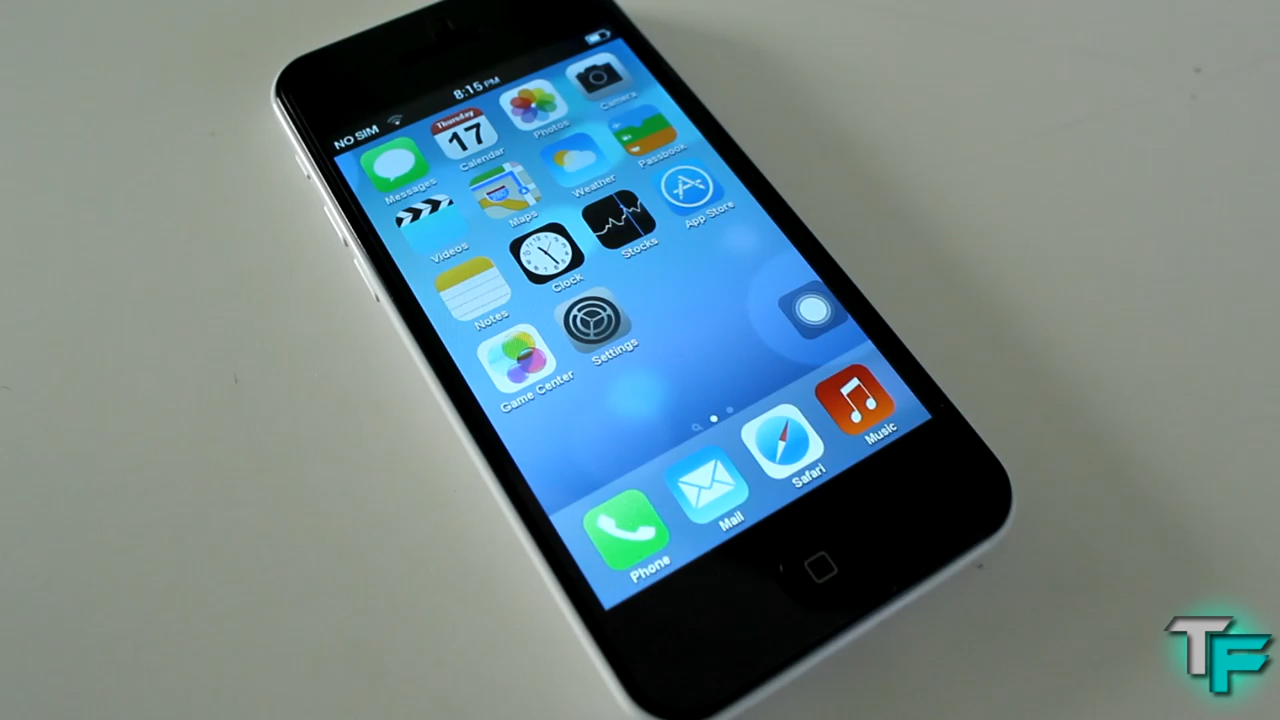 NO SIM 8:15 PM
Messages
Thursday
17
Calendar
Photos
Camera
Videos
Maps
Weather
Passbook
Notes
Clock
Stocks
App Store
Game Center
Settings
Phone
Mail
Safari
Music
TF